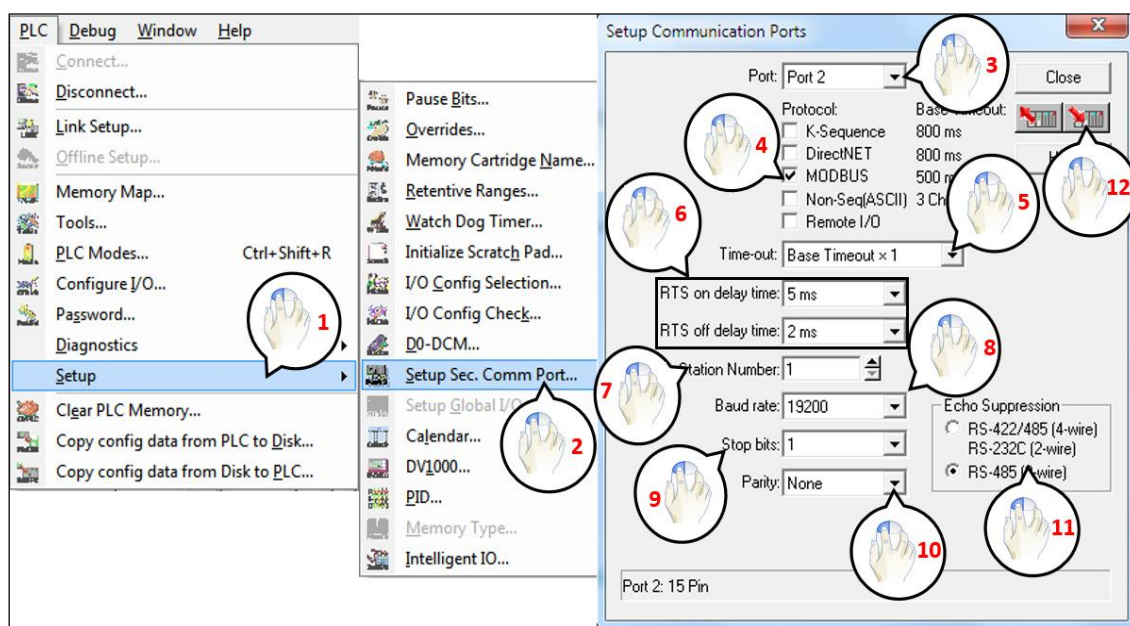 PLC Debug Window Help
Connect...
Disconnect...
Link Setup...
Offline Setup...
Memory Map...
Tools...
PLC Modes... Ctrl+Shift+R
Configure I/O...
Password...
Diagnostics
Setup
Clear PLC Memory...
Copy config data from PLC to Disk...
Copy config data from Disk to PLC...
1
Pause Bits...
Overrides...
Memory Cartridge Name...
Retentive Ranges...
Watch Dog Timer...
Initialize Scratch Pad...
I/O Config Selection...
I/O Config Check...
D0-DCM...
Setup Sec. Comm Port...
Setup Global I/O
Calendar...
DV1000...
PID...
Memory Type...
Intelligent IO...
2
Setup Communication Ports
Port: Port 2
3
Close
Protocol: Base Timeout:
K-Sequence 800 ms
DirectNET 800 ms
MODBUS 500 m
Non-Seq(ASCII) 3 Ch
Remote I/O
4
5
12
6
Time-out: Base Timeout × 1
RTS on delay time: 5 ms
RTS off delay time: 2 ms
8
Station Number: 1
7
Baud rate: 19200
Stop bits: 1
Parity: None
9
10
Echo Suppression
RS-422/485 (4-wire)
RS-232C (2-wire)
RS-485 -wire)
11
Port 2: 15 Pin